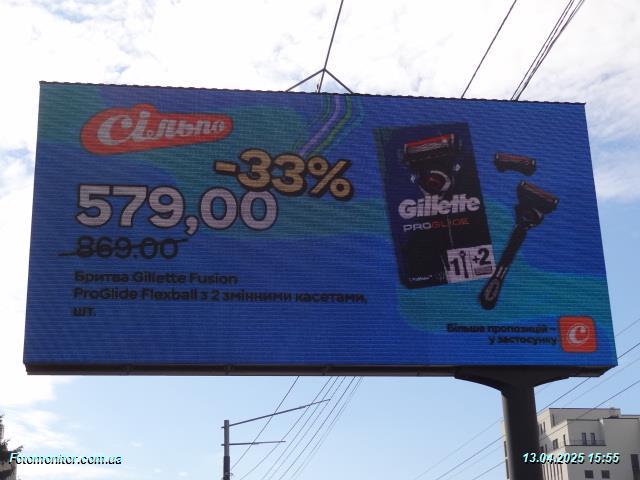 Сільпо
-33%
579,00
869.00
Бритва Gillette Fusion
ProGlide Flexball з 2 змінними касетами,
шт.
Gillette
PROGLIDE
1 +2
Більше пропозицій –
у застосунку
с
Fotomonitor.com.ua
13.04.2025 15:55